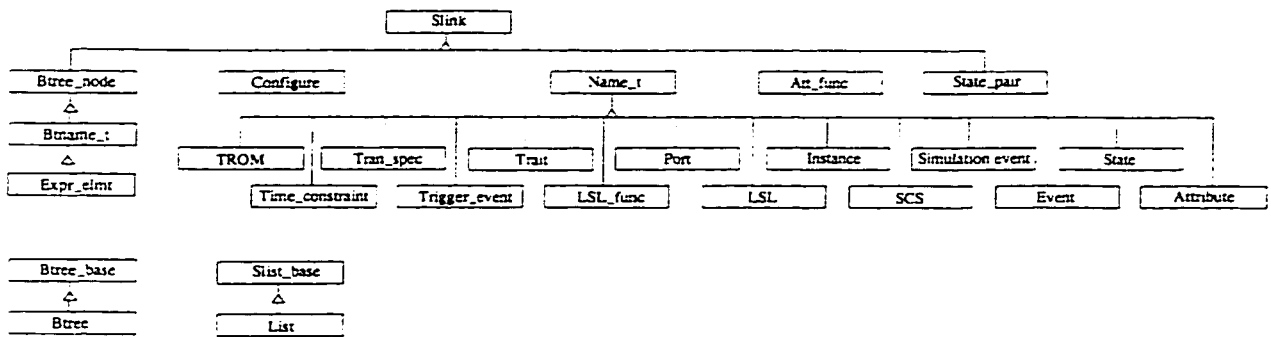 Slink
Btree_node
Configure
Name_t
Att_func
State_pair
Btname_t
TROM
Tran_spec
Trait
Port
Instance
Simulation event
State
Expr_elmt
Time_constraint
Trigger_event
LSL_func
LSL
SCS
Event
Attribute
Btree_base
Slist_base
Btree
List